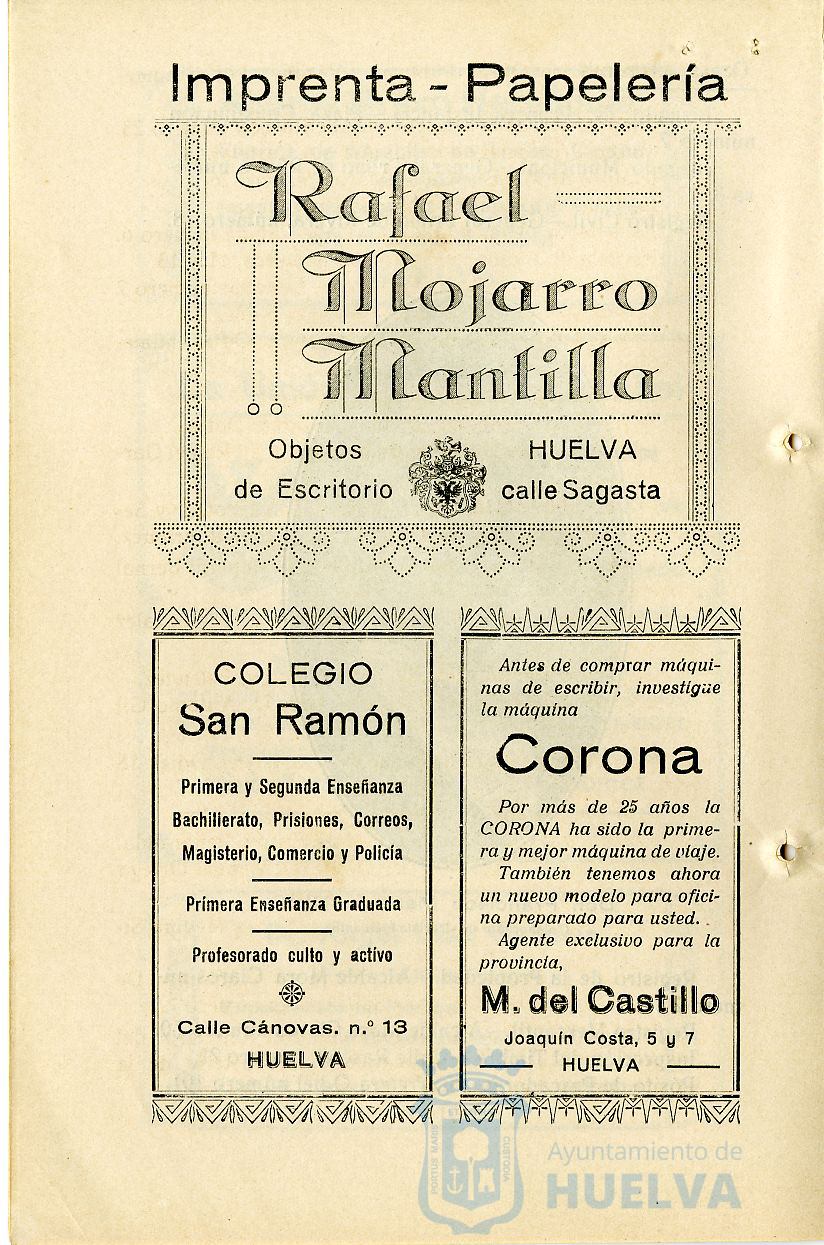 Imprenta - Papelería
Rafael
Mojarro
Mantilla
Objetos
de Escritorio
HUELVA
calle Sagasta
COLEGIO
San Ramón
Primera y Segunda Enseñanza
Bachillerato, Prisiones, Correos,
Magisterio, Comercio y Policía
Primera Enseñanza Graduada
Profesorado culto y activo
Calle Cánovas. n.º 13
HUELVA
Antes de comprar máqui-
nas de escribir, investigue
la máquina
Corona
Por más de 25 años la
CORONA ha sido la prime-
ra y mejor máquina de viaje.
También tenemos ahora
un nuevo modelo para ofici-
na preparado para usted. .
Agente exclusivo para la
provincia,
M. del Castillo
Joaquín Costa, 5 y 7
HUELVA
PORTUS MARIS
CUSTODIA
Ayuntamiento de
HUELVA